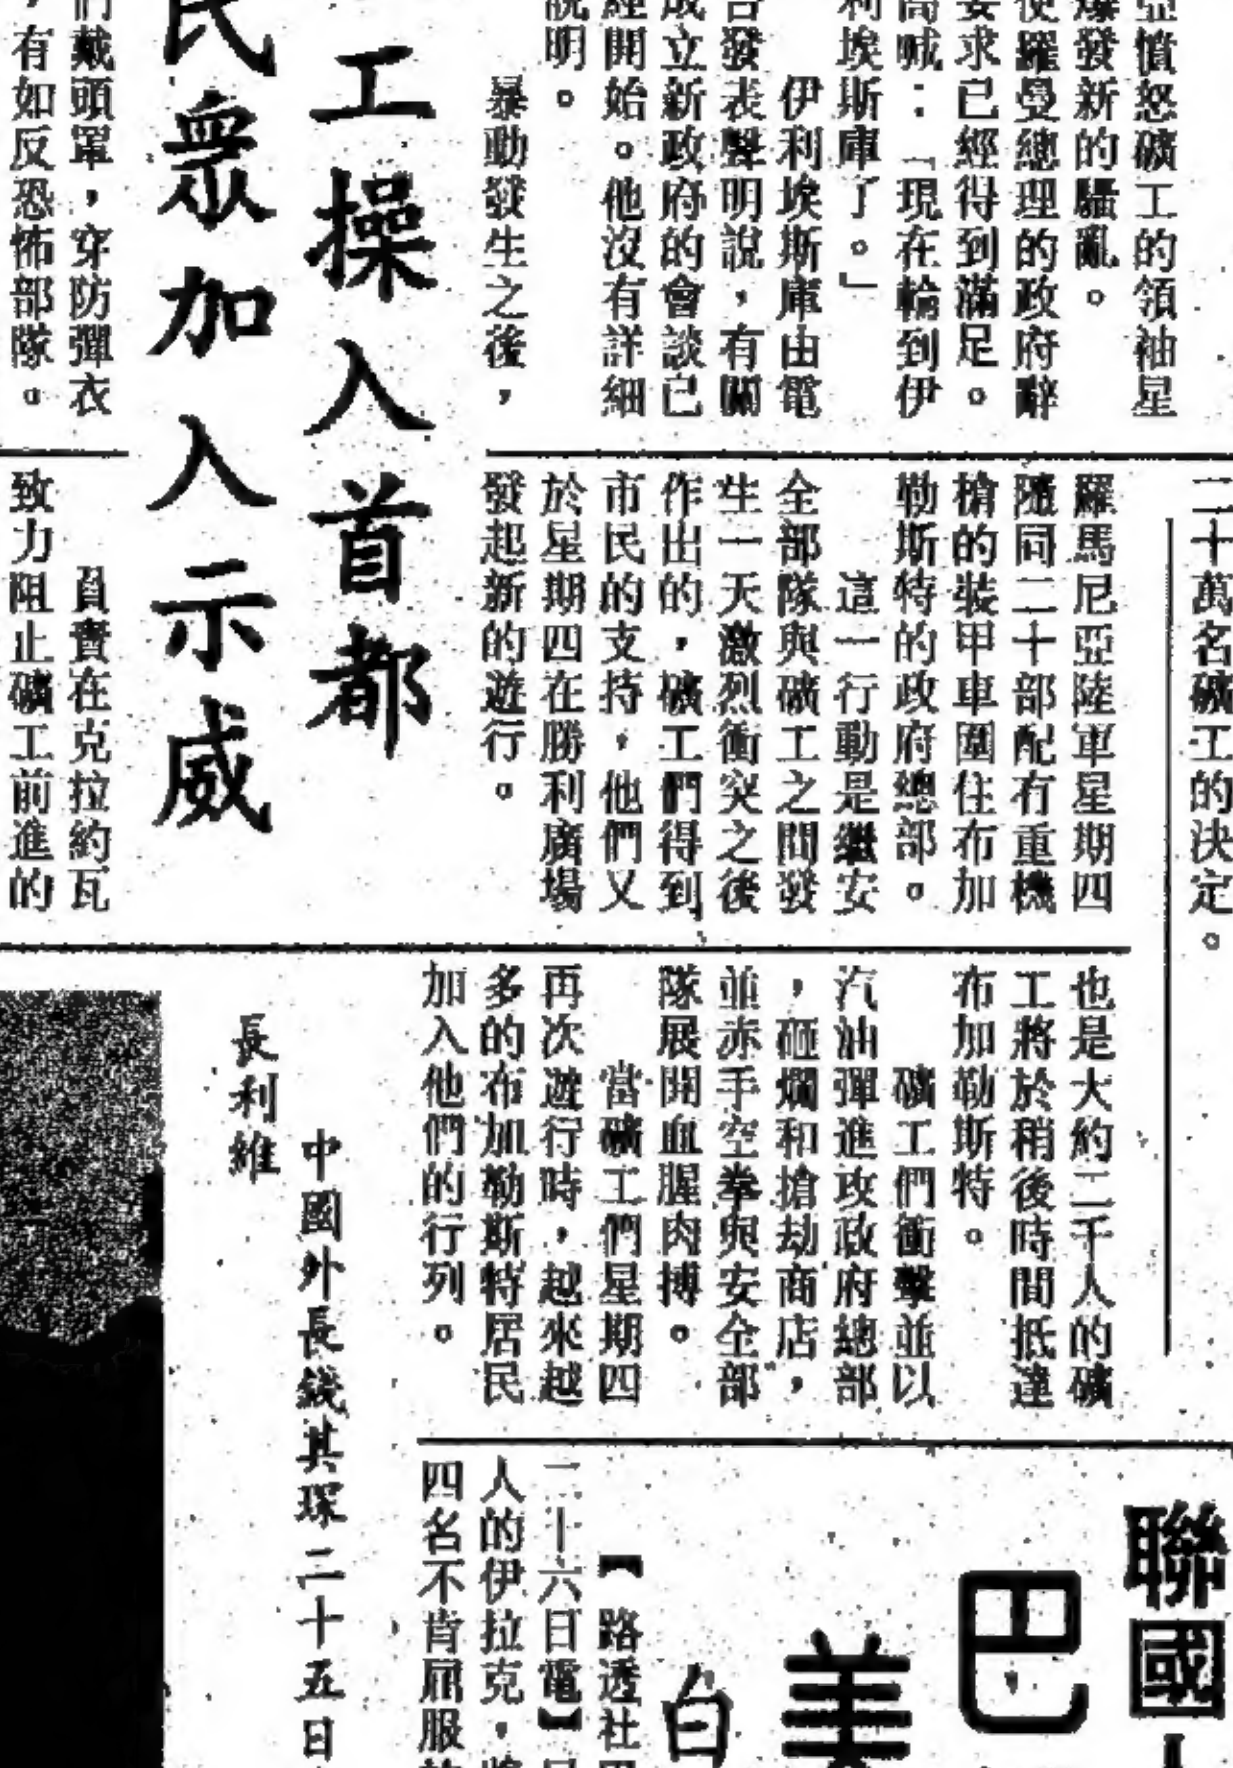 亞憤怒礦工的領袖星
爆發新的騷亂。
使羅曼總理的政府辭
要求已經得到滿足。
高喊：「現在輪到伊
利埃斯庫了。」
伊利埃斯庫由電
台發表聲明說，有關
成立新政府的會談已
經開始。他沒有詳細
說明。
暴動發生之後，
工操入首都
民眾加入示威
們戴頭罩，穿防彈衣
，有如反恐怖部隊。
二十萬名礦工的決定。
羅馬尼亞陸軍星期四
隨同二十部配有重機
槍的裝甲車圍住布加
勒斯特的政府總部。
這一行動是繼安
全部隊與礦工之間發
生一天激烈衝突之後
作出的，礦工們得到
市民的支持，他們又
於星期四在勝利廣場
發起新的遊行。
負責在克拉約瓦
致力阻止礦工前進的
也是大約二千人的礦
工將於稍後時間抵達
布加勒斯特。
礦工們衝擊並以
汽油彈進攻政府總部
，砸爛和搶劫商店，
並赤手空拳與安全部
隊展開血腥肉搏。
當礦工們星期四
再次遊行時，越來越
多的布加勒斯特居民
加入他們的行列。
中國外長錢其琛二十五日
長利維
聯國
巴
美
白
【路透社巴
二十六日電】
人的伊拉克，將
四名不肯屈服